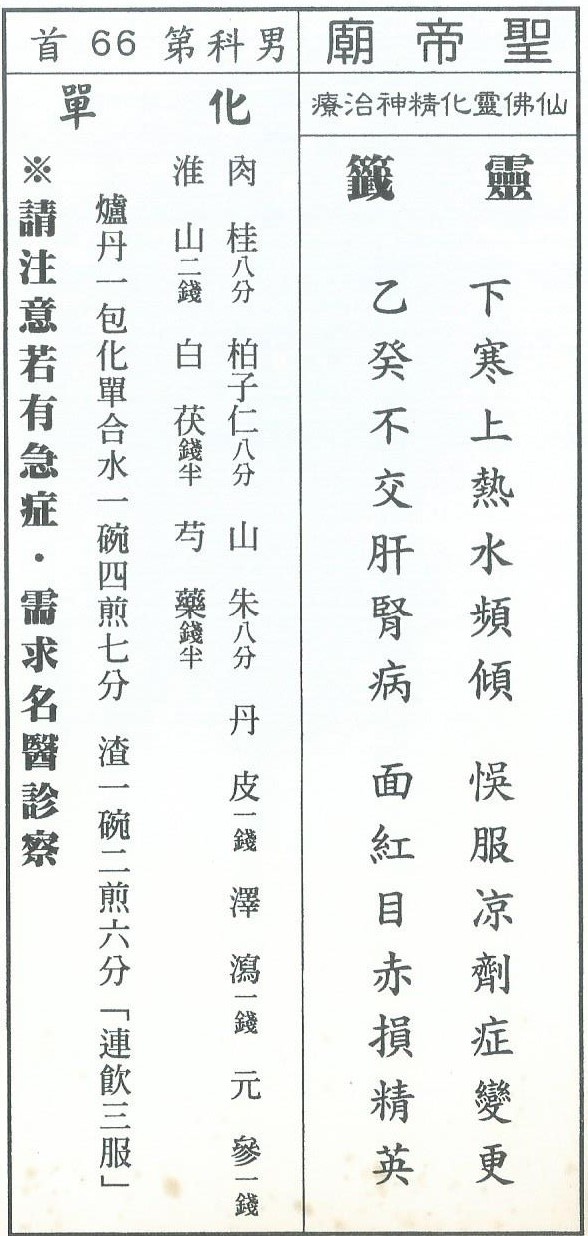 聖帝廟
仙佛靈化精神治療
靈籤
下寒上熱水頻傾　悞服凉劑症變更
乙癸不交肝腎病　面紅目赤損精英
男科第66首
化單
肉桂八分　柏子仁八分　山朱八分　丹皮一錢　澤瀉一錢　元參一錢
淮山二錢　白茯錢半　芍藥錢半
爐丹一包化單合水一碗四煎七分　渣一碗二煎六分「連飲三服」
※請注意若有急症・需求名醫診察